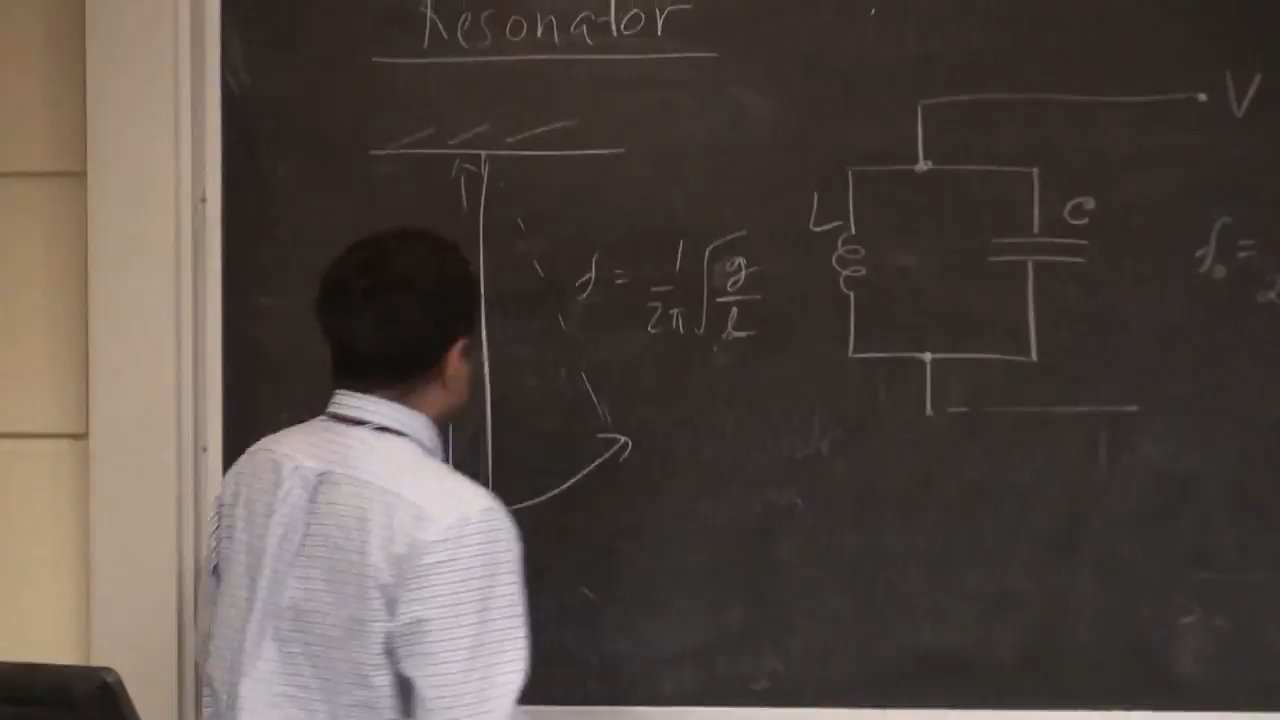 Resonator
f = 1/2π √g/l
L
C
V
f₀ =